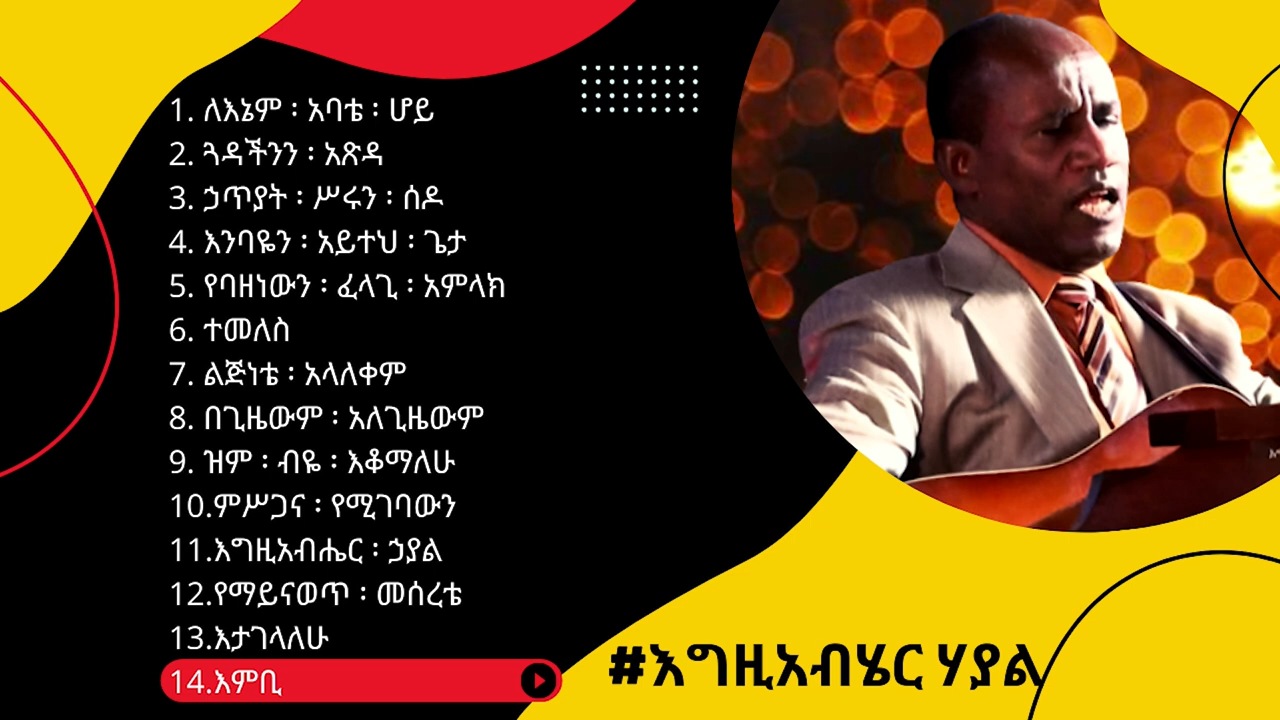 1. ለእኔም ፡ አባቴ ፡ ሆይ
2. ጓዳችንን ፡ አጽዳ
3. ኃጥያት ፡ ሥሩን ፡ ሰዶ
4. እንባዬን ፡ አይተህ ፡ ጌታ
5. የባዘነውን ፡ ፈላጊ ፡ አምላክ
6. ተመለስ
7. ልጅነቴ ፡ አላለቀም
8. በጊዜውም ፡ አለጊዜውም
9. ዝም ፡ ብዬ ፡ እቆማለሁ
10.ምሥጋና ፡ የሚገባውን
11.እግዚአብሔር ፡ ኃያል
12.የማይናወጥ ፡ መሰረቴ
13.እታገላለሁ
14.እምቢ
#እግዚአብሄር ሃያል